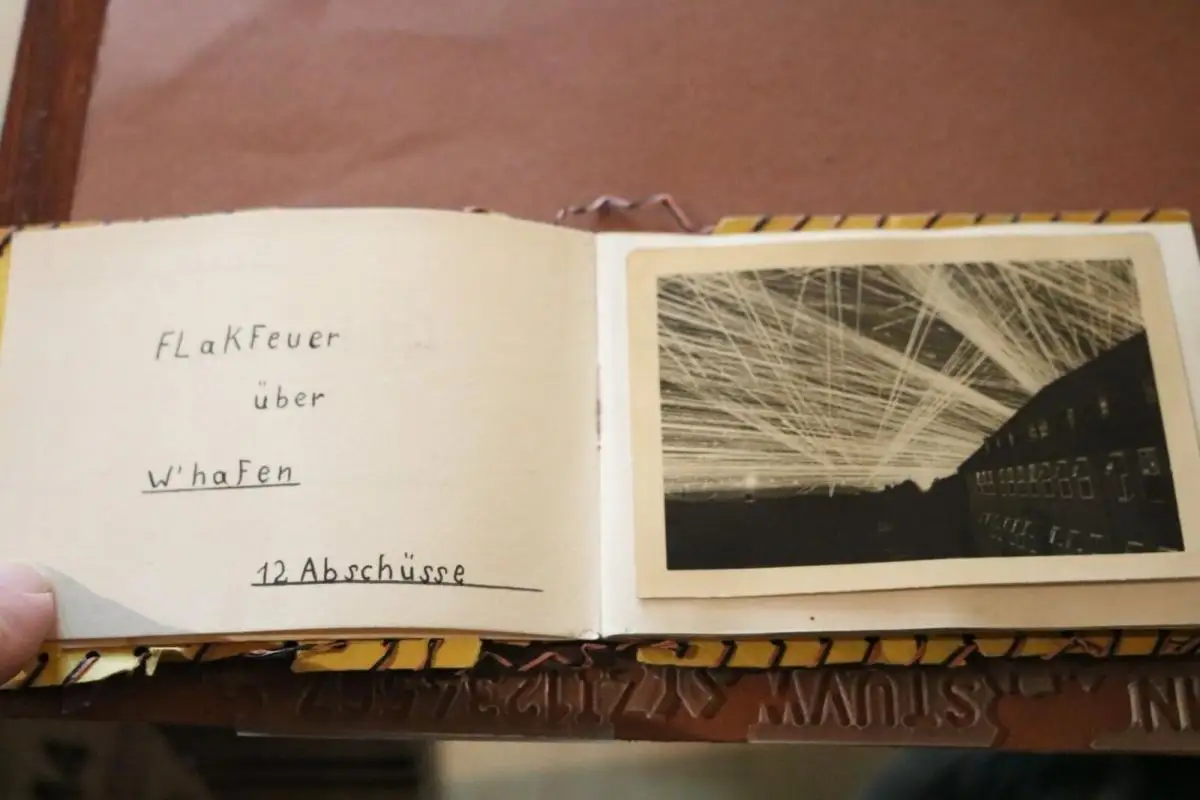 FLaKFeuer
über
W'haFen
12 Abschüsse